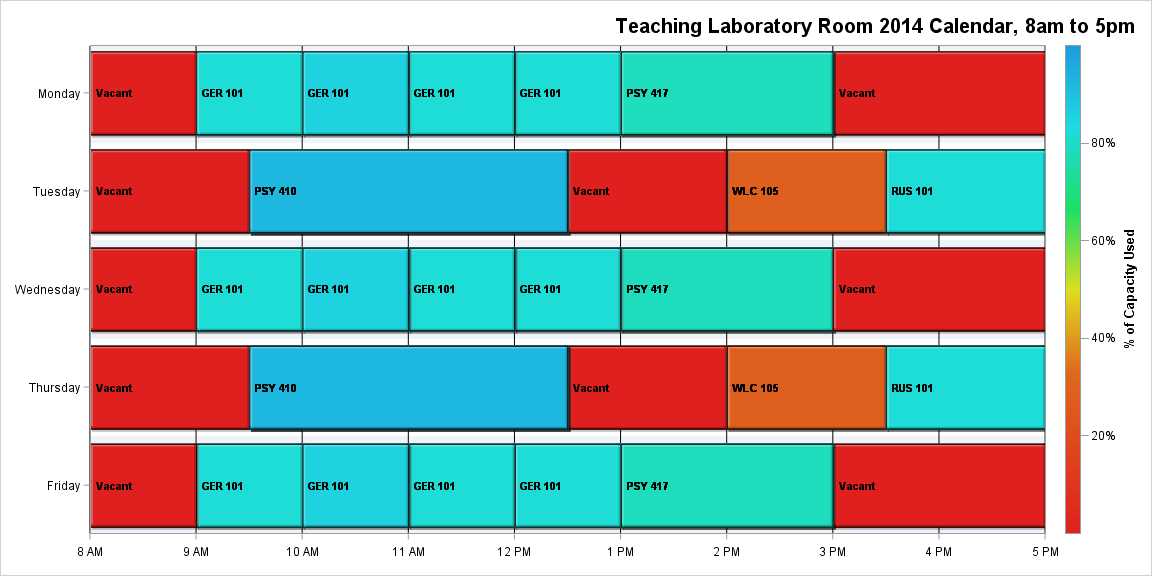 Teaching Laboratory Room 2014 Calendar, 8am to 5pm
Monday
Vacant
GER 101
GER 101
GER 101
GER 101
PSY 417
Vacant
Tuesday
Vacant
PSY 410
Vacant
WLC 105
RUS 101
Wednesday
Vacant
GER 101
GER 101
GER 101
GER 101
PSY 417
Vacant
Thursday
Vacant
PSY 410
Vacant
WLC 105
RUS 101
Friday
Vacant
GER 101
GER 101
GER 101
GER 101
PSY 417
Vacant
8 AM
9 AM
10 AM
11 AM
12 PM
1 PM
2 PM
3 PM
4 PM
5 PM
80%
60%
40%
20%
% of Capacity Used